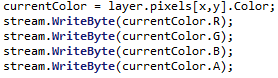 currentColor = layer.pixels[x,y].Color;
stream.WriteByte(currentColor.R);
stream.WriteByte(currentColor.G);
stream.WriteByte(currentColor.B);
stream.WriteByte(currentColor.A);